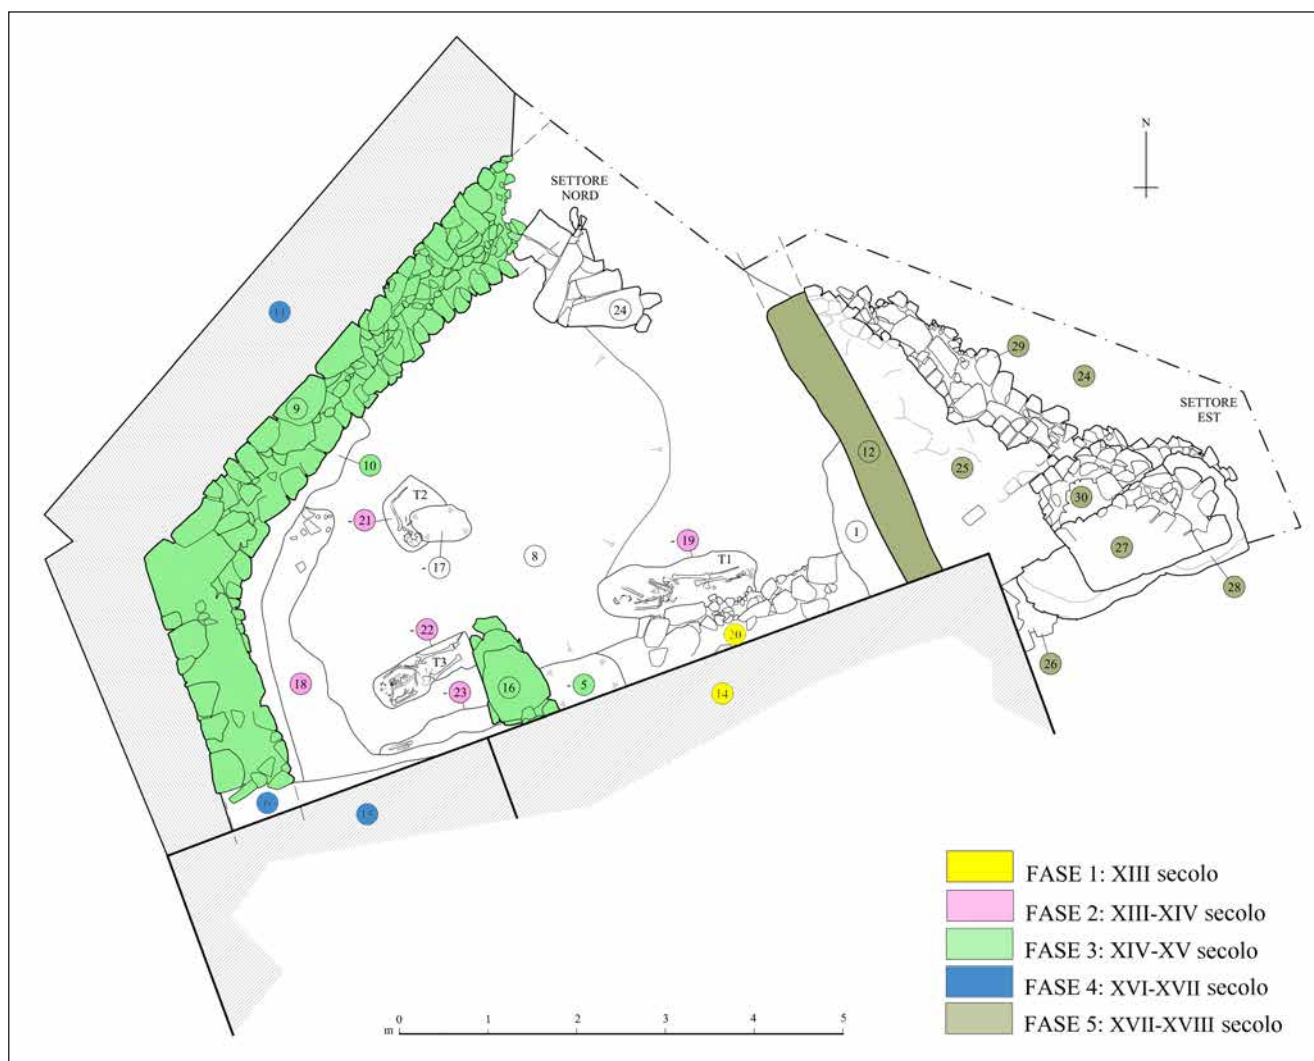 N
SETTORE
NORD
24
29
24
SETTORE
EST
9
12
10
25
T2
30
21
19
1
17
8
T1
27
28
22
20
T3
26
18
23
16
5
14
15
FASE 1: XIII secolo
FASE 2: XIII-XIV secolo
FASE 3: XIV-XV secolo
FASE 4: XVI-XVII secolo
FASE 5: XVII-XVIII secolo
0 1 2 3 4 5
m